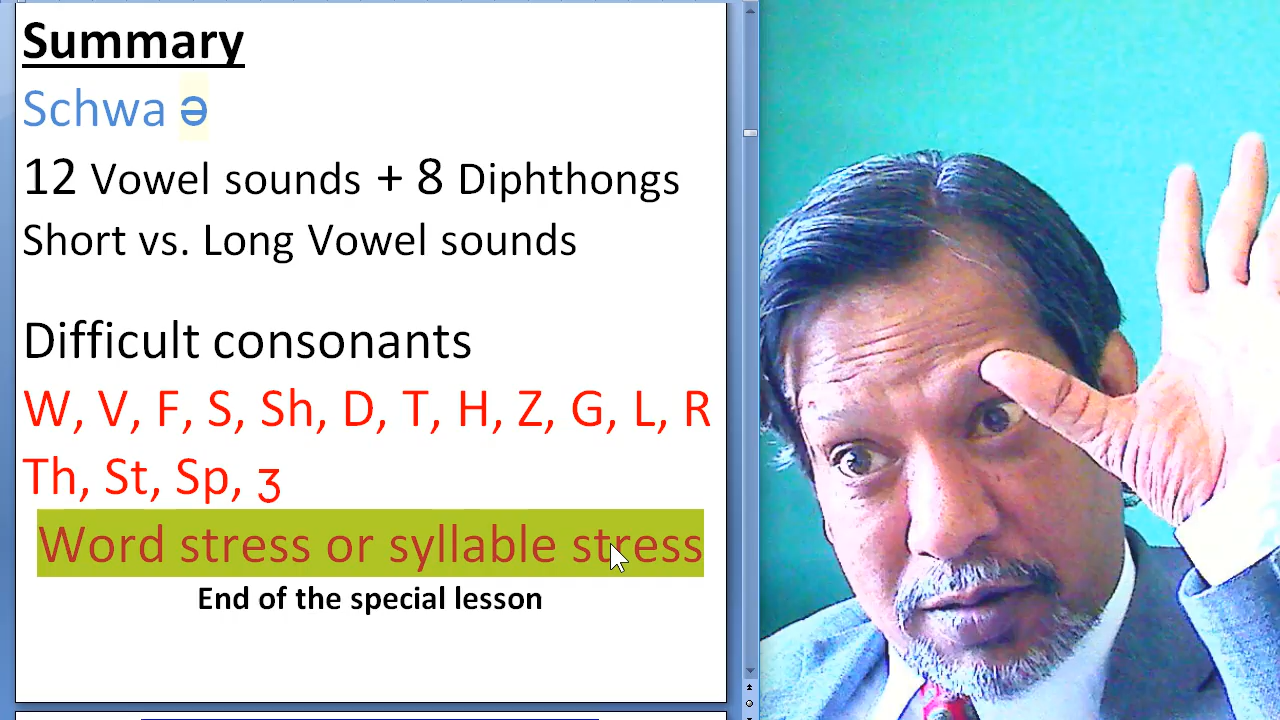 Summary
Schwa ə
12 Vowel sounds + 8 Diphthongs
Short vs. Long Vowel sounds
Difficult consonants
W, V, F, S, Sh, D, T, H, Z, G, L, R
Th, St, Sp, ʒ
Word stress or syllable stress
End of the special lesson